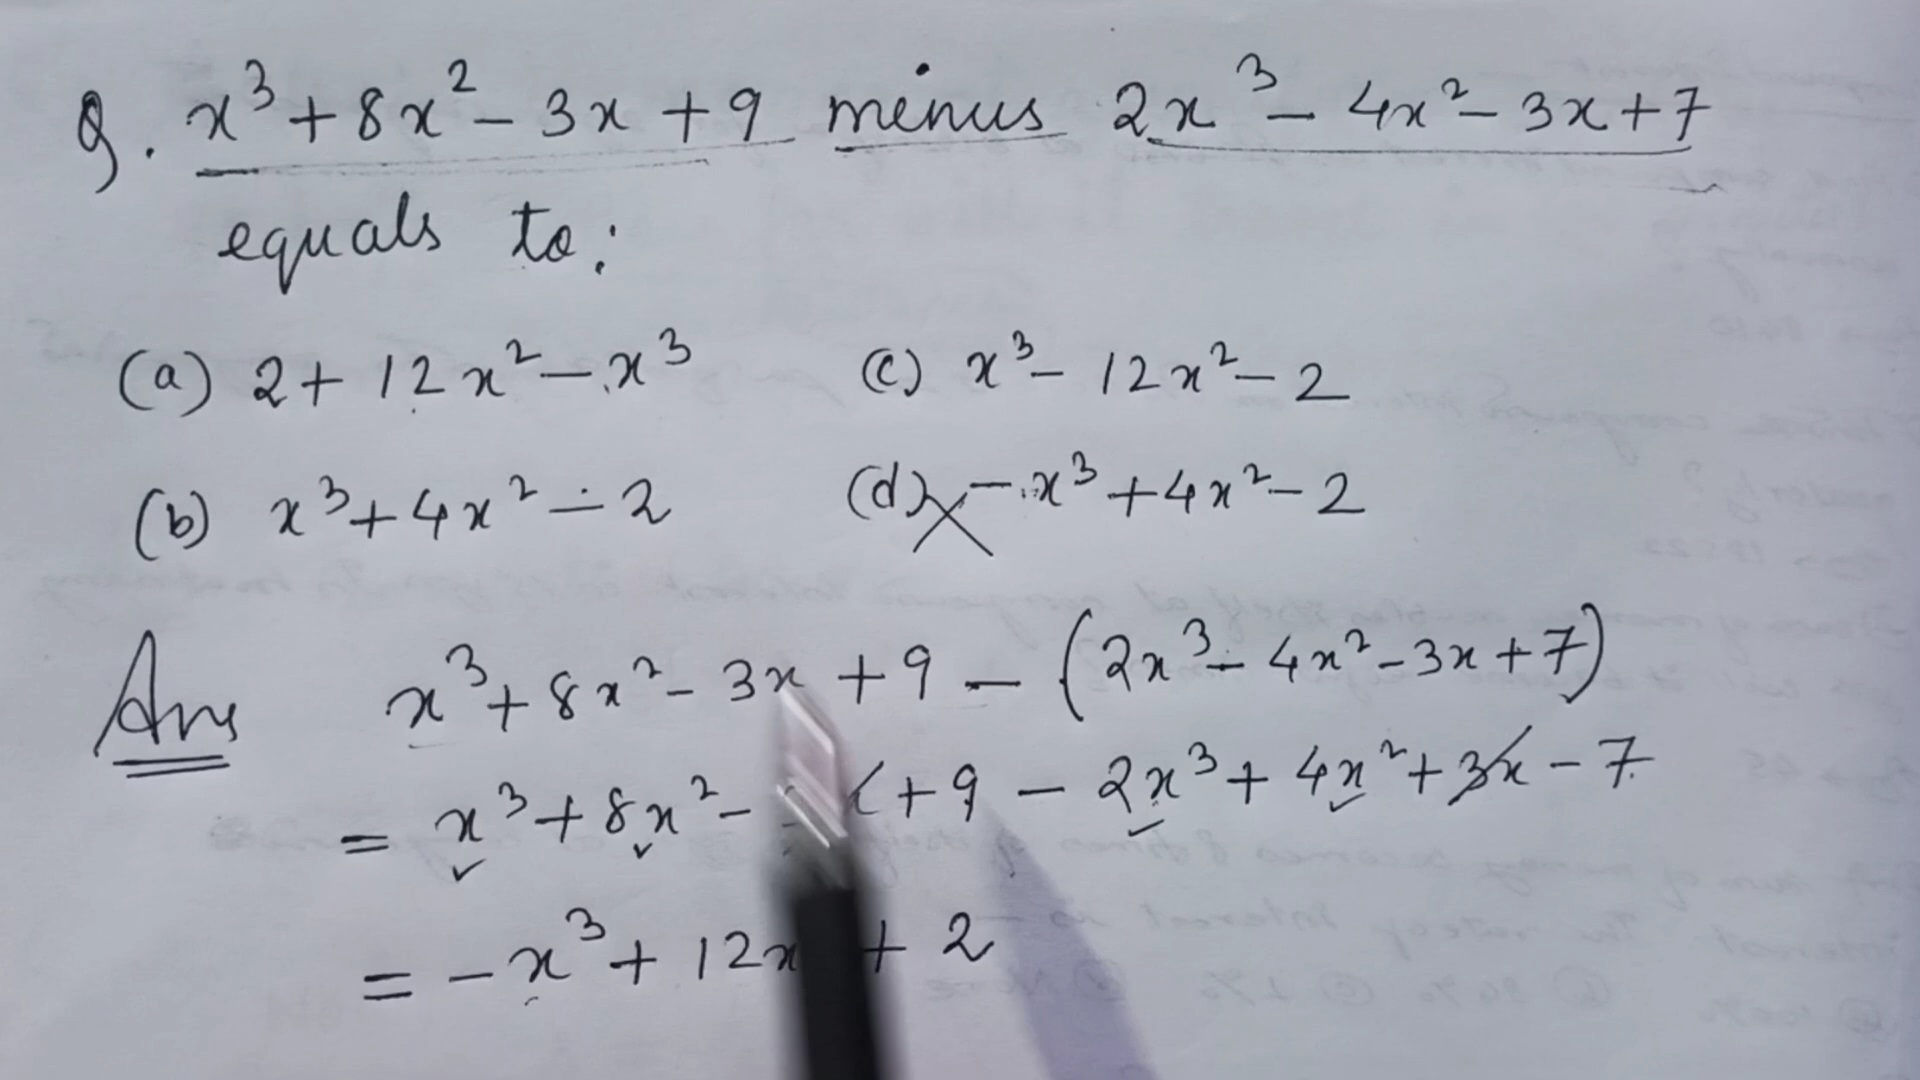 Q. x³ + 8x² - 3x + 9 minus 2x³ - 4x² - 3x + 7
equals to:
(a) 2 + 12x² - x³ (c) x³ - 12x² - 2
(b) x³ + 4x² - 2 (d) - x³ + 4x² - 2
Ans x³ + 8x² - 3x + 9 - (2x³ - 4x² - 3x + 7)
= x³ + 8x² - + 9 - 2x³ + 4x² + 3x - 7
= - x³ + 12x + 2